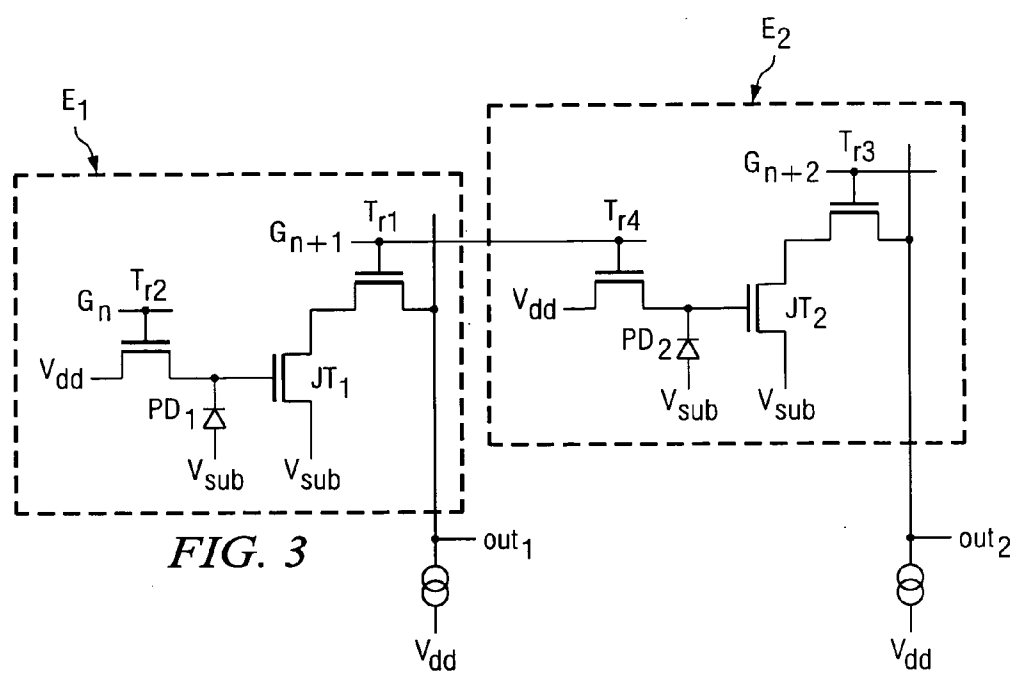 E2
E1
Tr3
Gn+2
Tr1
Gn+1
Tr4
Tr2
Gn
Vdd
PD2
JT2
Vdd
PD1
JT1
Vsub
Vsub
Vsub
Vsub
FIG. 3
out1
out2
Vdd
Vdd